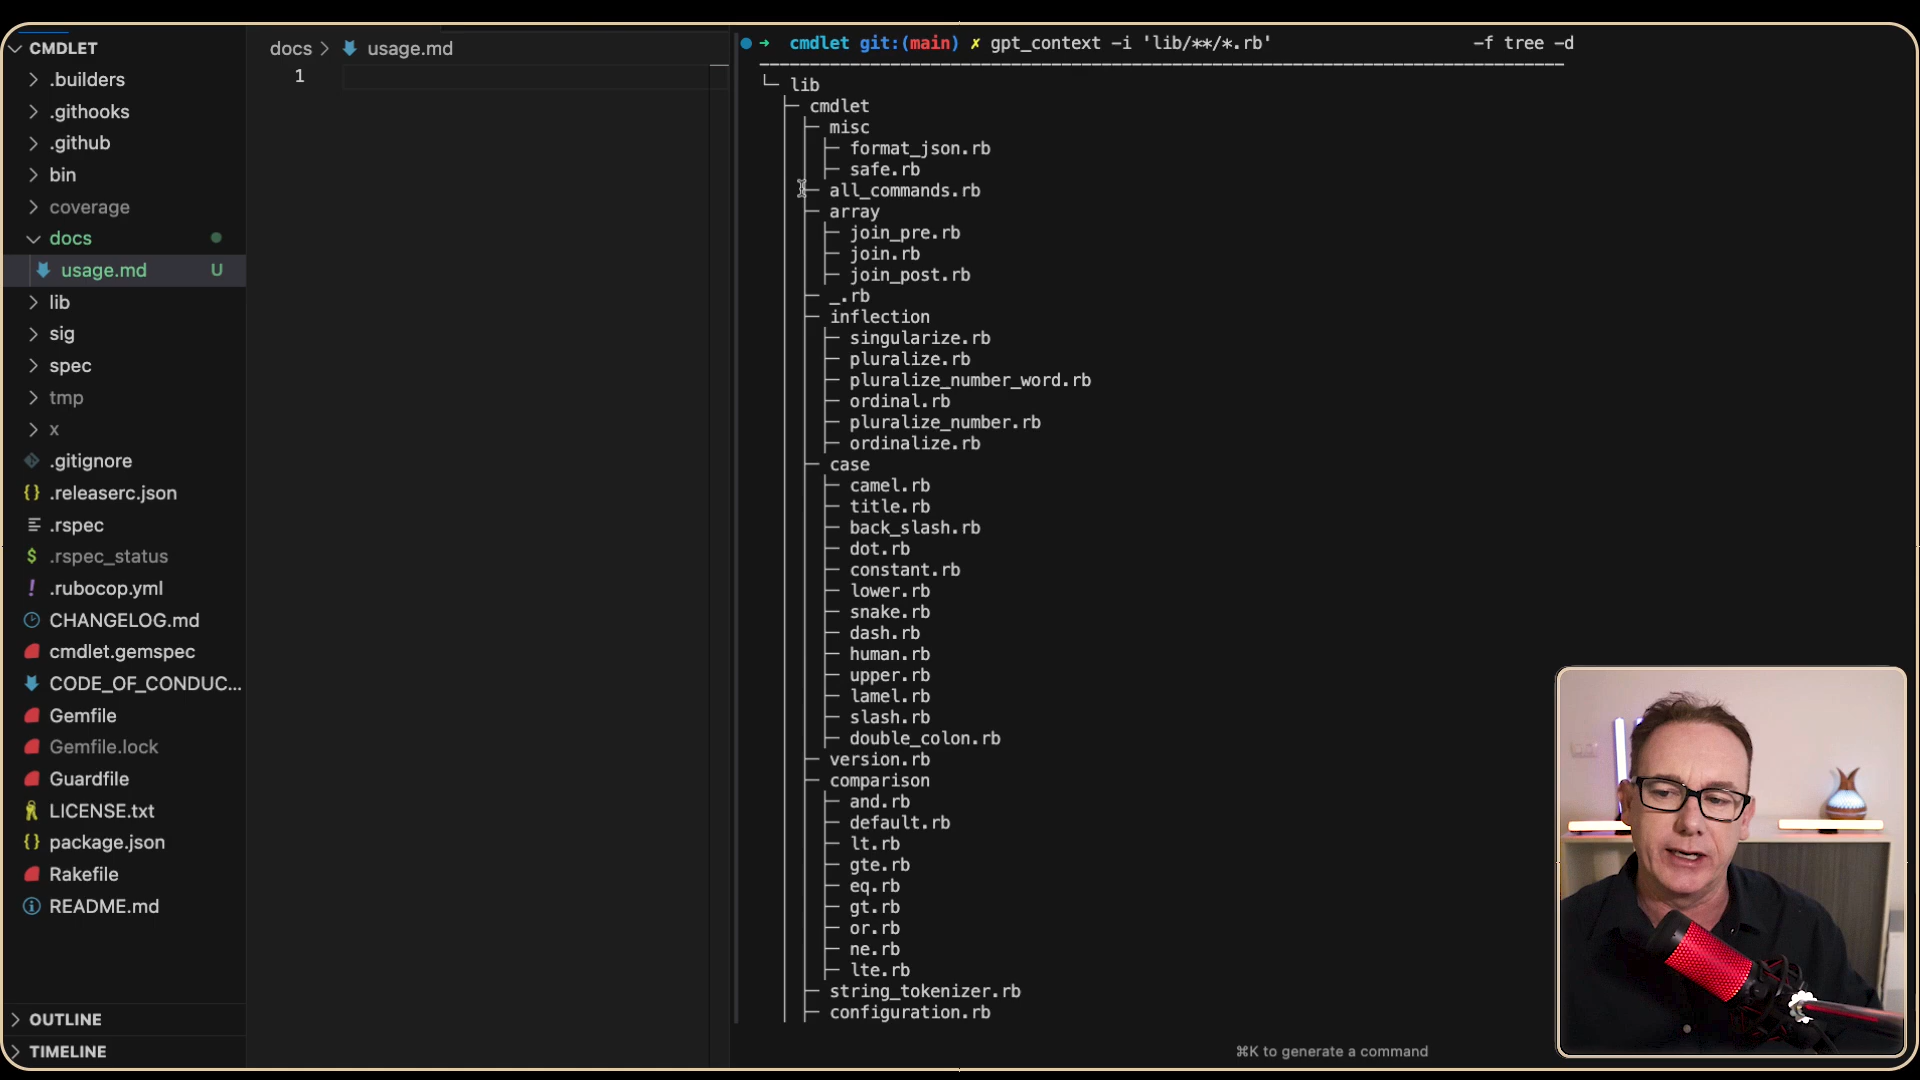 CMDLET
.builders
.githooks
.github
bin
coverage
docs
usage.md U
lib
sig
spec
tmp
x
.gitignore
.releaserc.json
.rspec
.rspec_status
.rubocop.yml
CHANGELOG.md
cmdlet.gemspec
CODE_OF_CONDUC...
Gemfile
Gemfile.lock
Guardfile
LICENSE.txt
package.json
Rakefile
README.md
OUTLINE
TIMELINE
docs > usage.md
1
➜ cmdlet git:(main) ✗ gpt_context -i 'lib/**/*.rb' -f tree -d
└─ lib
├─ cmdlet
├─ misc
├─ format_json.rb
├─ safe.rb
├─ all_commands.rb
├─ array
├─ join_pre.rb
├─ join.rb
├─ join_post.rb
├─ _.rb
├─ inflection
├─ singularize.rb
├─ pluralize.rb
├─ pluralize_number_word.rb
├─ ordinal.rb
├─ pluralize_number.rb
├─ ordinalize.rb
├─ case
├─ camel.rb
├─ title.rb
├─ back_slash.rb
├─ dot.rb
├─ constant.rb
├─ lower.rb
├─ snake.rb
├─ dash.rb
├─ human.rb
├─ upper.rb
├─ lamel.rb
├─ slash.rb
├─ double_colon.rb
├─ version.rb
├─ comparison
├─ and.rb
├─ default.rb
├─ lt.rb
├─ gte.rb
├─ eq.rb
├─ gt.rb
├─ or.rb
├─ ne.rb
├─ lte.rb
├─ string_tokenizer.rb
├─ configuration.rb
⌘K to generate a command